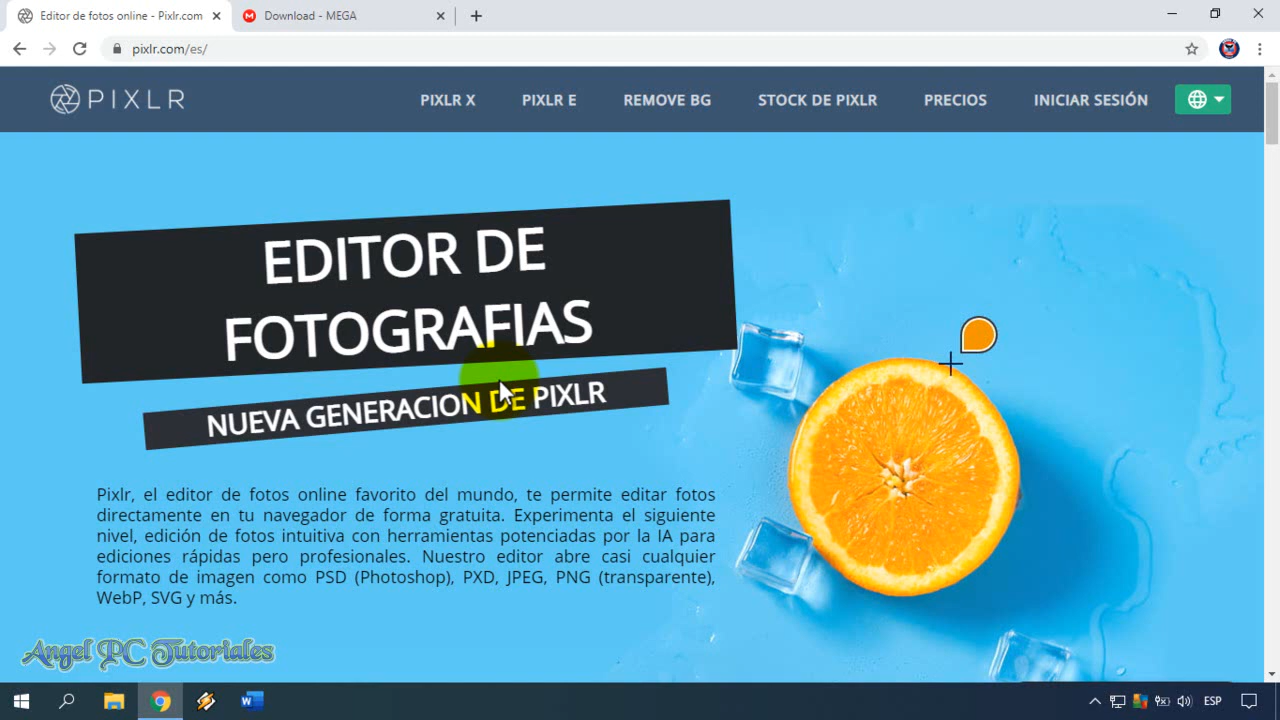 Editor de fotos online - Pixlr.com
Download - MEGA
pixlr.com/es/
PIXLR
PIXLR X
PIXLR E
REMOVE BG
STOCK DE PIXLR
PRECIOS
INICIAR SESIÓN
EDITOR DE
FOTOGRAFIAS
NUEVA GENERACION DE PIXLR
Pixlr, el editor de fotos online favorito del mundo, te permite editar fotos
directamente en tu navegador de forma gratuita. Experimenta el siguiente
nivel, edición de fotos intuitiva con herramientas potenciadas por la IA para
ediciones rápidas pero profesionales. Nuestro editor abre casi cualquier
formato de imagen como PSD (Photoshop), PXD, JPEG, PNG (transparente),
WebP, SVG y más.
Angel PC Tutoriales
ESP